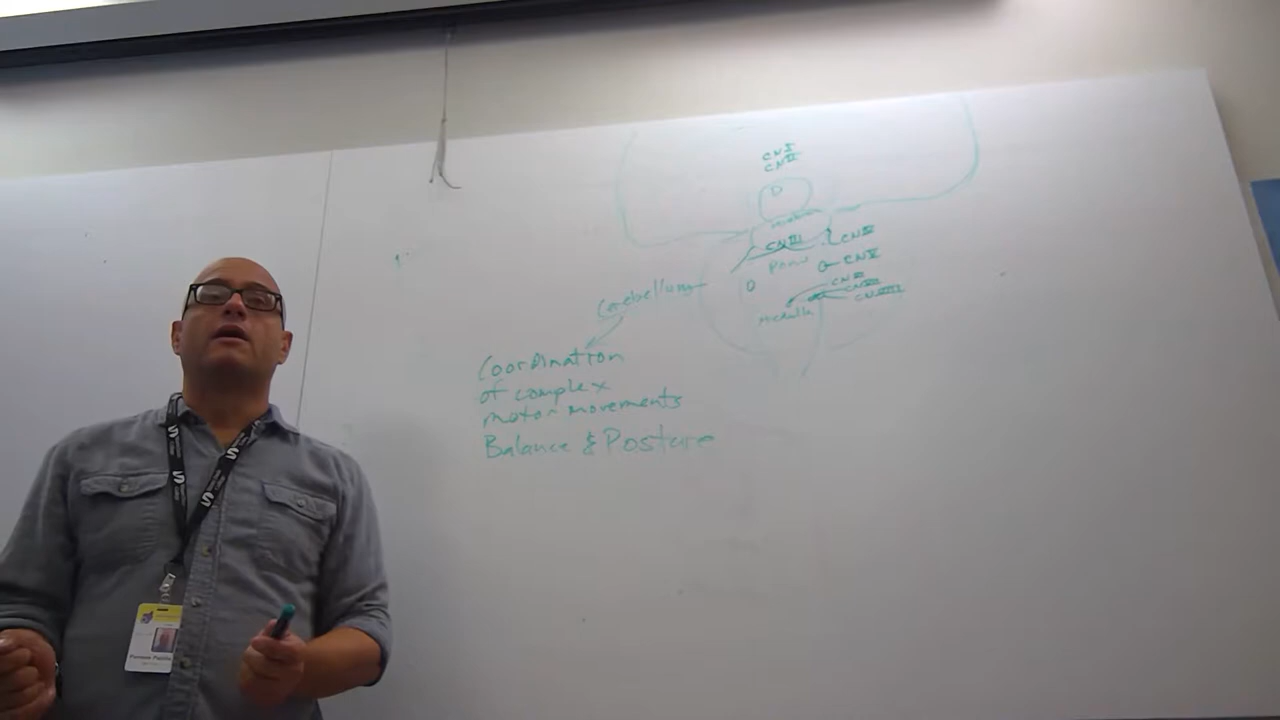 CN I
CN II
CN III
CN IV
Pons
CN V
Cerebellum
Medulla
CN VIII
Coordination
of complex
motor movements
Balance & Posture